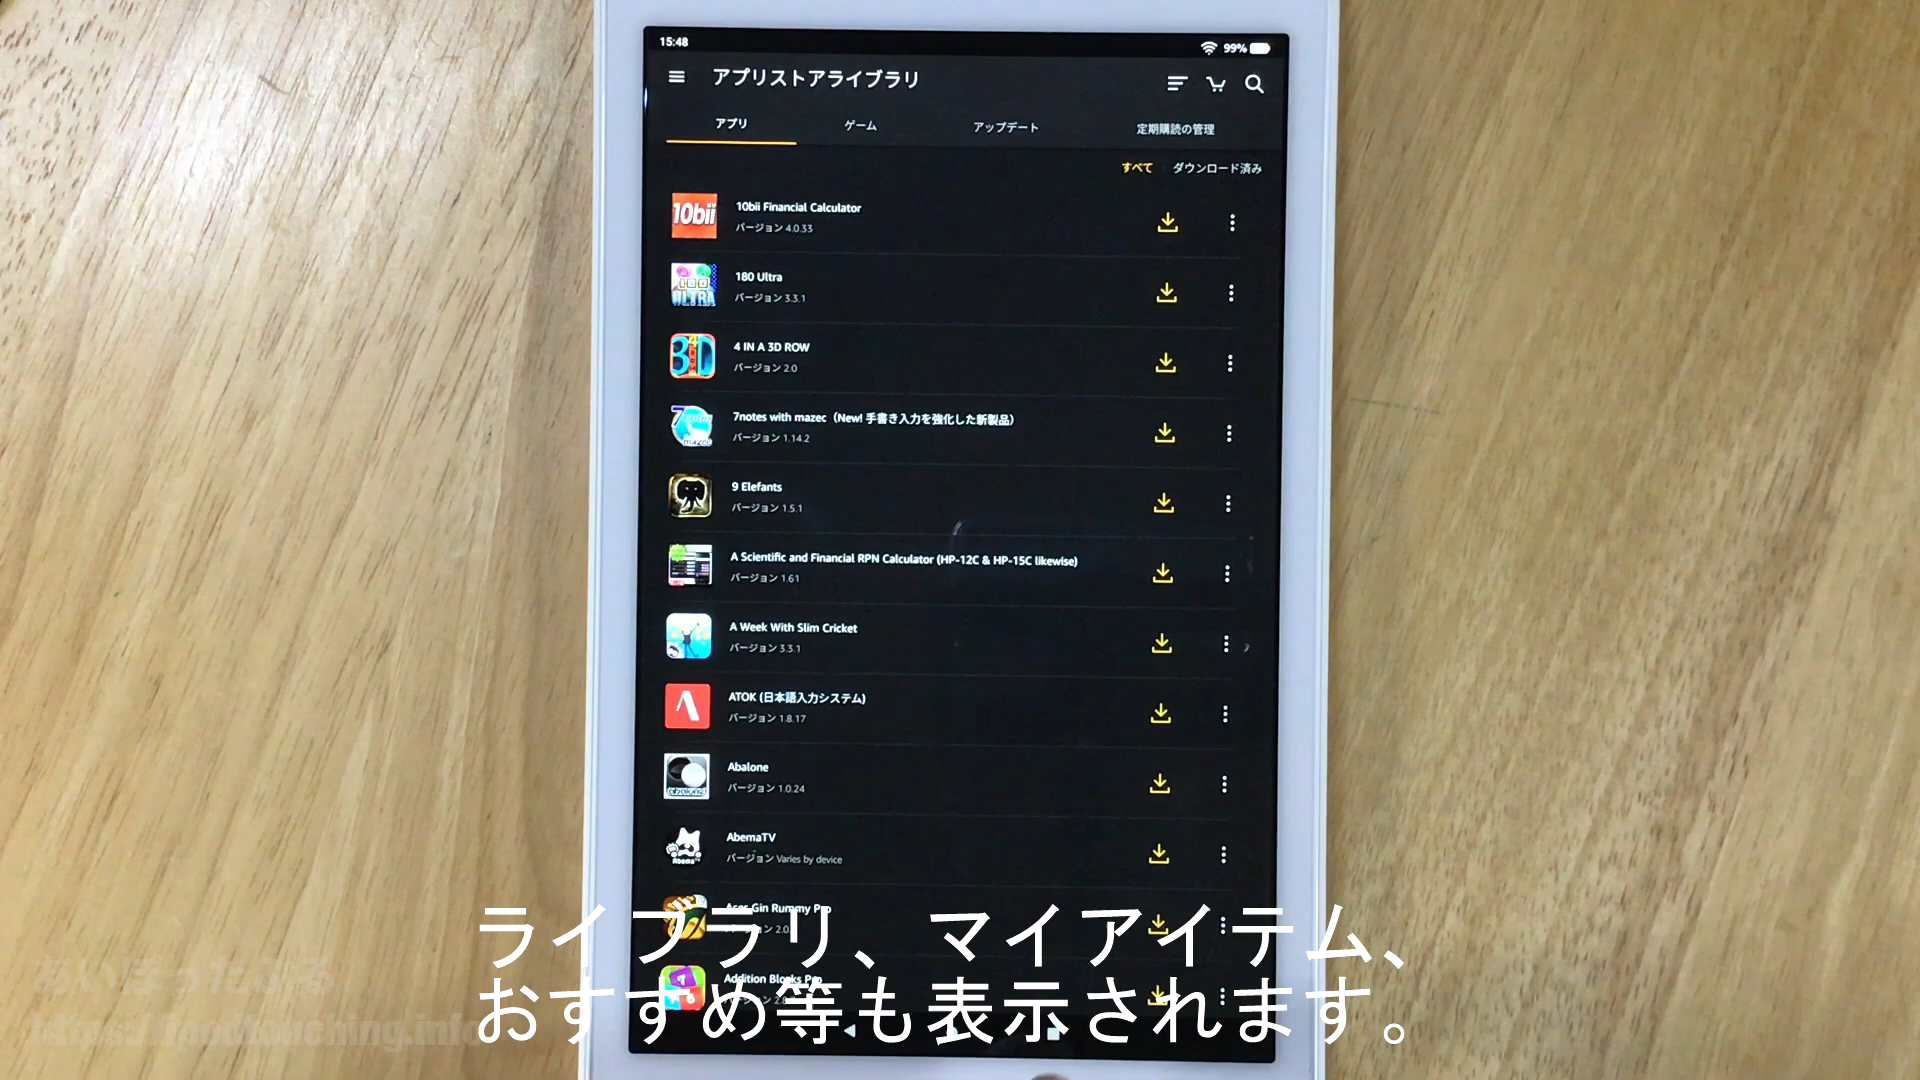 15:48
99%
アプリストアライブラリ
アプリ
ゲーム
アップデート
定期購読の管理
すべて
ダウンロード済み
10bii
10bii Financial Calculator
バージョン 4.0.33
180 Ultra
バージョン 3.3.1
ULTRA
4 IN A 3D ROW
バージョン 2.0
3D
7notes with mazec（New! 手書き入力を強化した新製品）
バージョン 1.14.2
9 Elefants
バージョン 1.5.1
A Scientific and Financial RPN Calculator (HP-12C & HP-15C likewise)
バージョン 1.61
A Week With Slim Cricket
バージョン 3.3.1
ATOK (日本語入力システム)
バージョン 1.8.17
Abalone
バージョン 1.0.24
AbemaTV
バージョン Varies by device
Gin Rummy Pro
Addition Blocks Pro
ライブラリ、マイアイテム、
おすすめ等も表示されます。